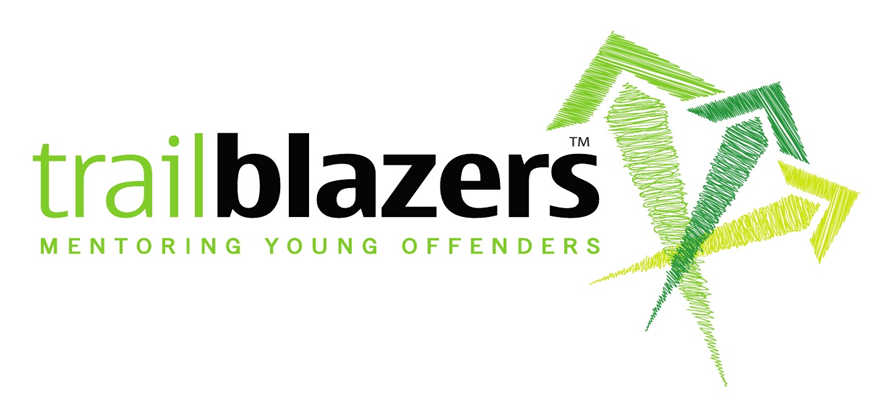 trailblazers™
MENTORING YOUNG OFFENDERS